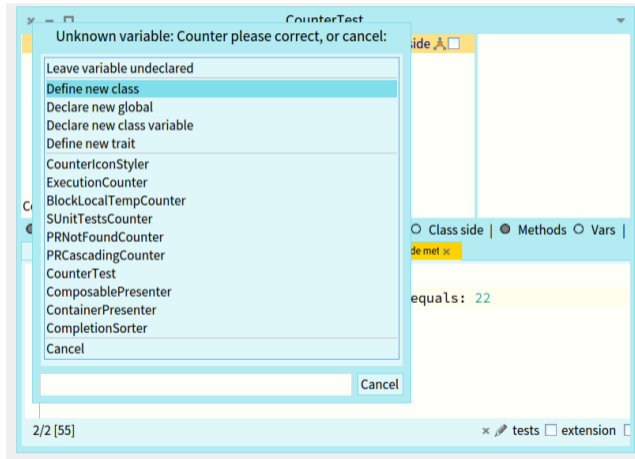 CounterTest
Unknown variable: Counter please correct, or cancel:
side
Leave variable undeclared
Define new class
Declare new global
Declare new class variable
Define new trait
CounterIconStyler
ExecutionCounter
BlockLocalTempCounter
SUnitTestsCounter
PRNotFoundCounter
PRCascadingCounter
CounterTest
ComposablePresenter
ContainerPresenter
CompletionSorter
Cancel
Class side | Methods Vars |
de met ×
equals: 22
Cancel
2/2 [55] × tests extension